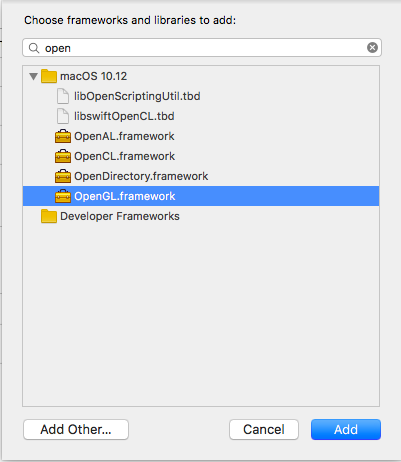 Choose frameworks and libraries to add:
open
macOS 10.12
libOpenScriptingUtil.tbd
libswiftOpenCL.tbd
OpenAL.framework
OpenCL.framework
OpenDirectory.framework
OpenGL.framework
Developer Frameworks
Add Other... Cancel Add